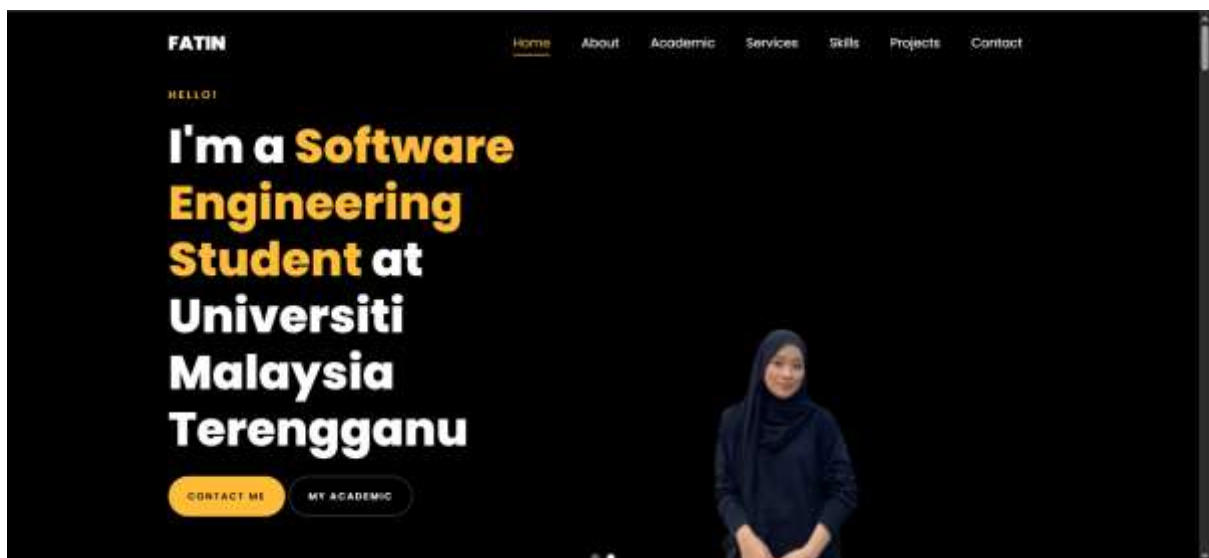 FATIN
Home About Academic Services Skills Projects Contact
HELLO!
I'm a Software
Engineering
Student at
Universiti
Malaysia
Terengganu
CONTACT ME MY ACADEMIC